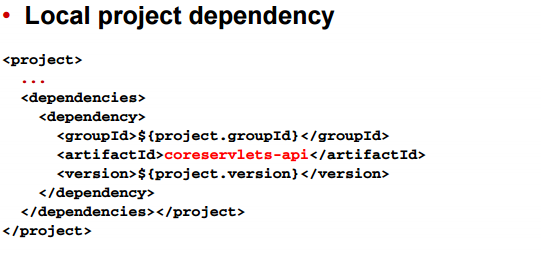 • Local project dependency
<project>
...
<dependencies>
<dependency>
<groupId>${project.groupId}</groupId>
<artifactId>coreservlets-api</artifactId>
<version>${project.version}</version>
</dependency>
</dependencies></project>
</project>